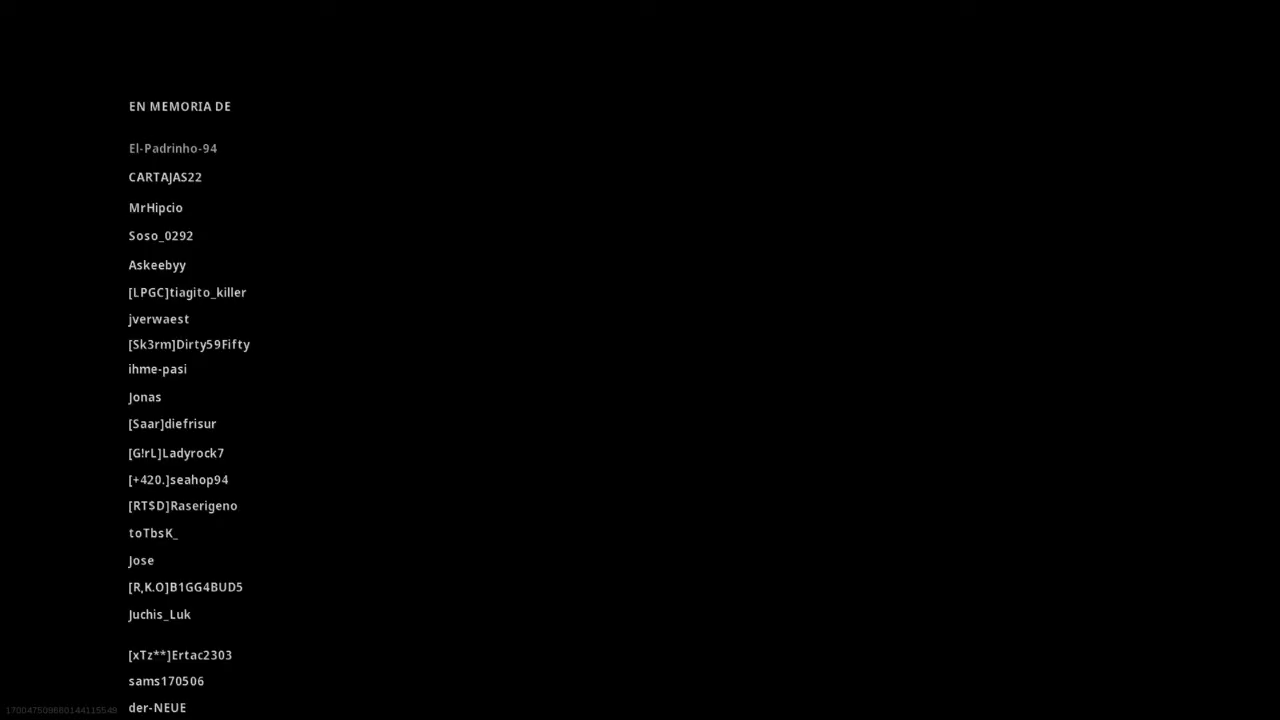 EN MEMORIA DE
El-Padrinho-94
CARTAJAS22
MrHipcio
Soso_0292
Askeebyy
[LPGC]tiagito_killer
jverwaest
[Sk3rm]Dirty59Fifty
ihme-pasi
Jonas
[Saar]diefrisur
[G!rL]Ladyrock7
[+420.]seahop94
[RT$D]Raserigeno
toTbsK_
Jose
[R,K.O]B1GG4BUD5
Juchis_Luk
[xTz**]Ertac2303
sams170506
der-NEUE